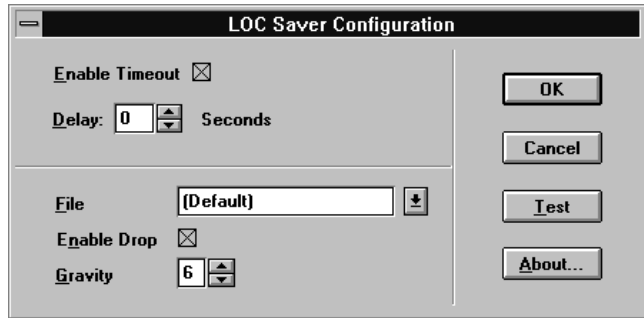 LOC Saver Configuration
Enable Timeout
Delay: 0 Seconds
File (Default)
Enable Drop
Gravity 6
OK
Cancel
Test
About...